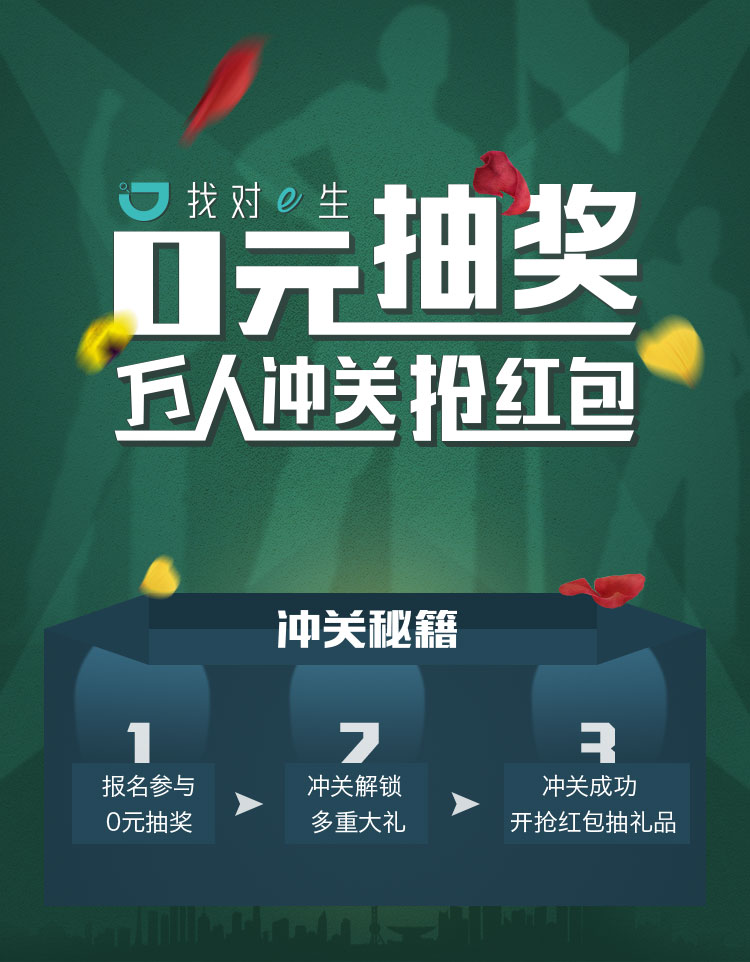 找对e生
0元抽奖
万人冲关抢红包
冲关秘籍
1
报名参与
0元抽奖
2
冲关解锁
多重大礼
3
冲关成功
开抢红包抽礼品